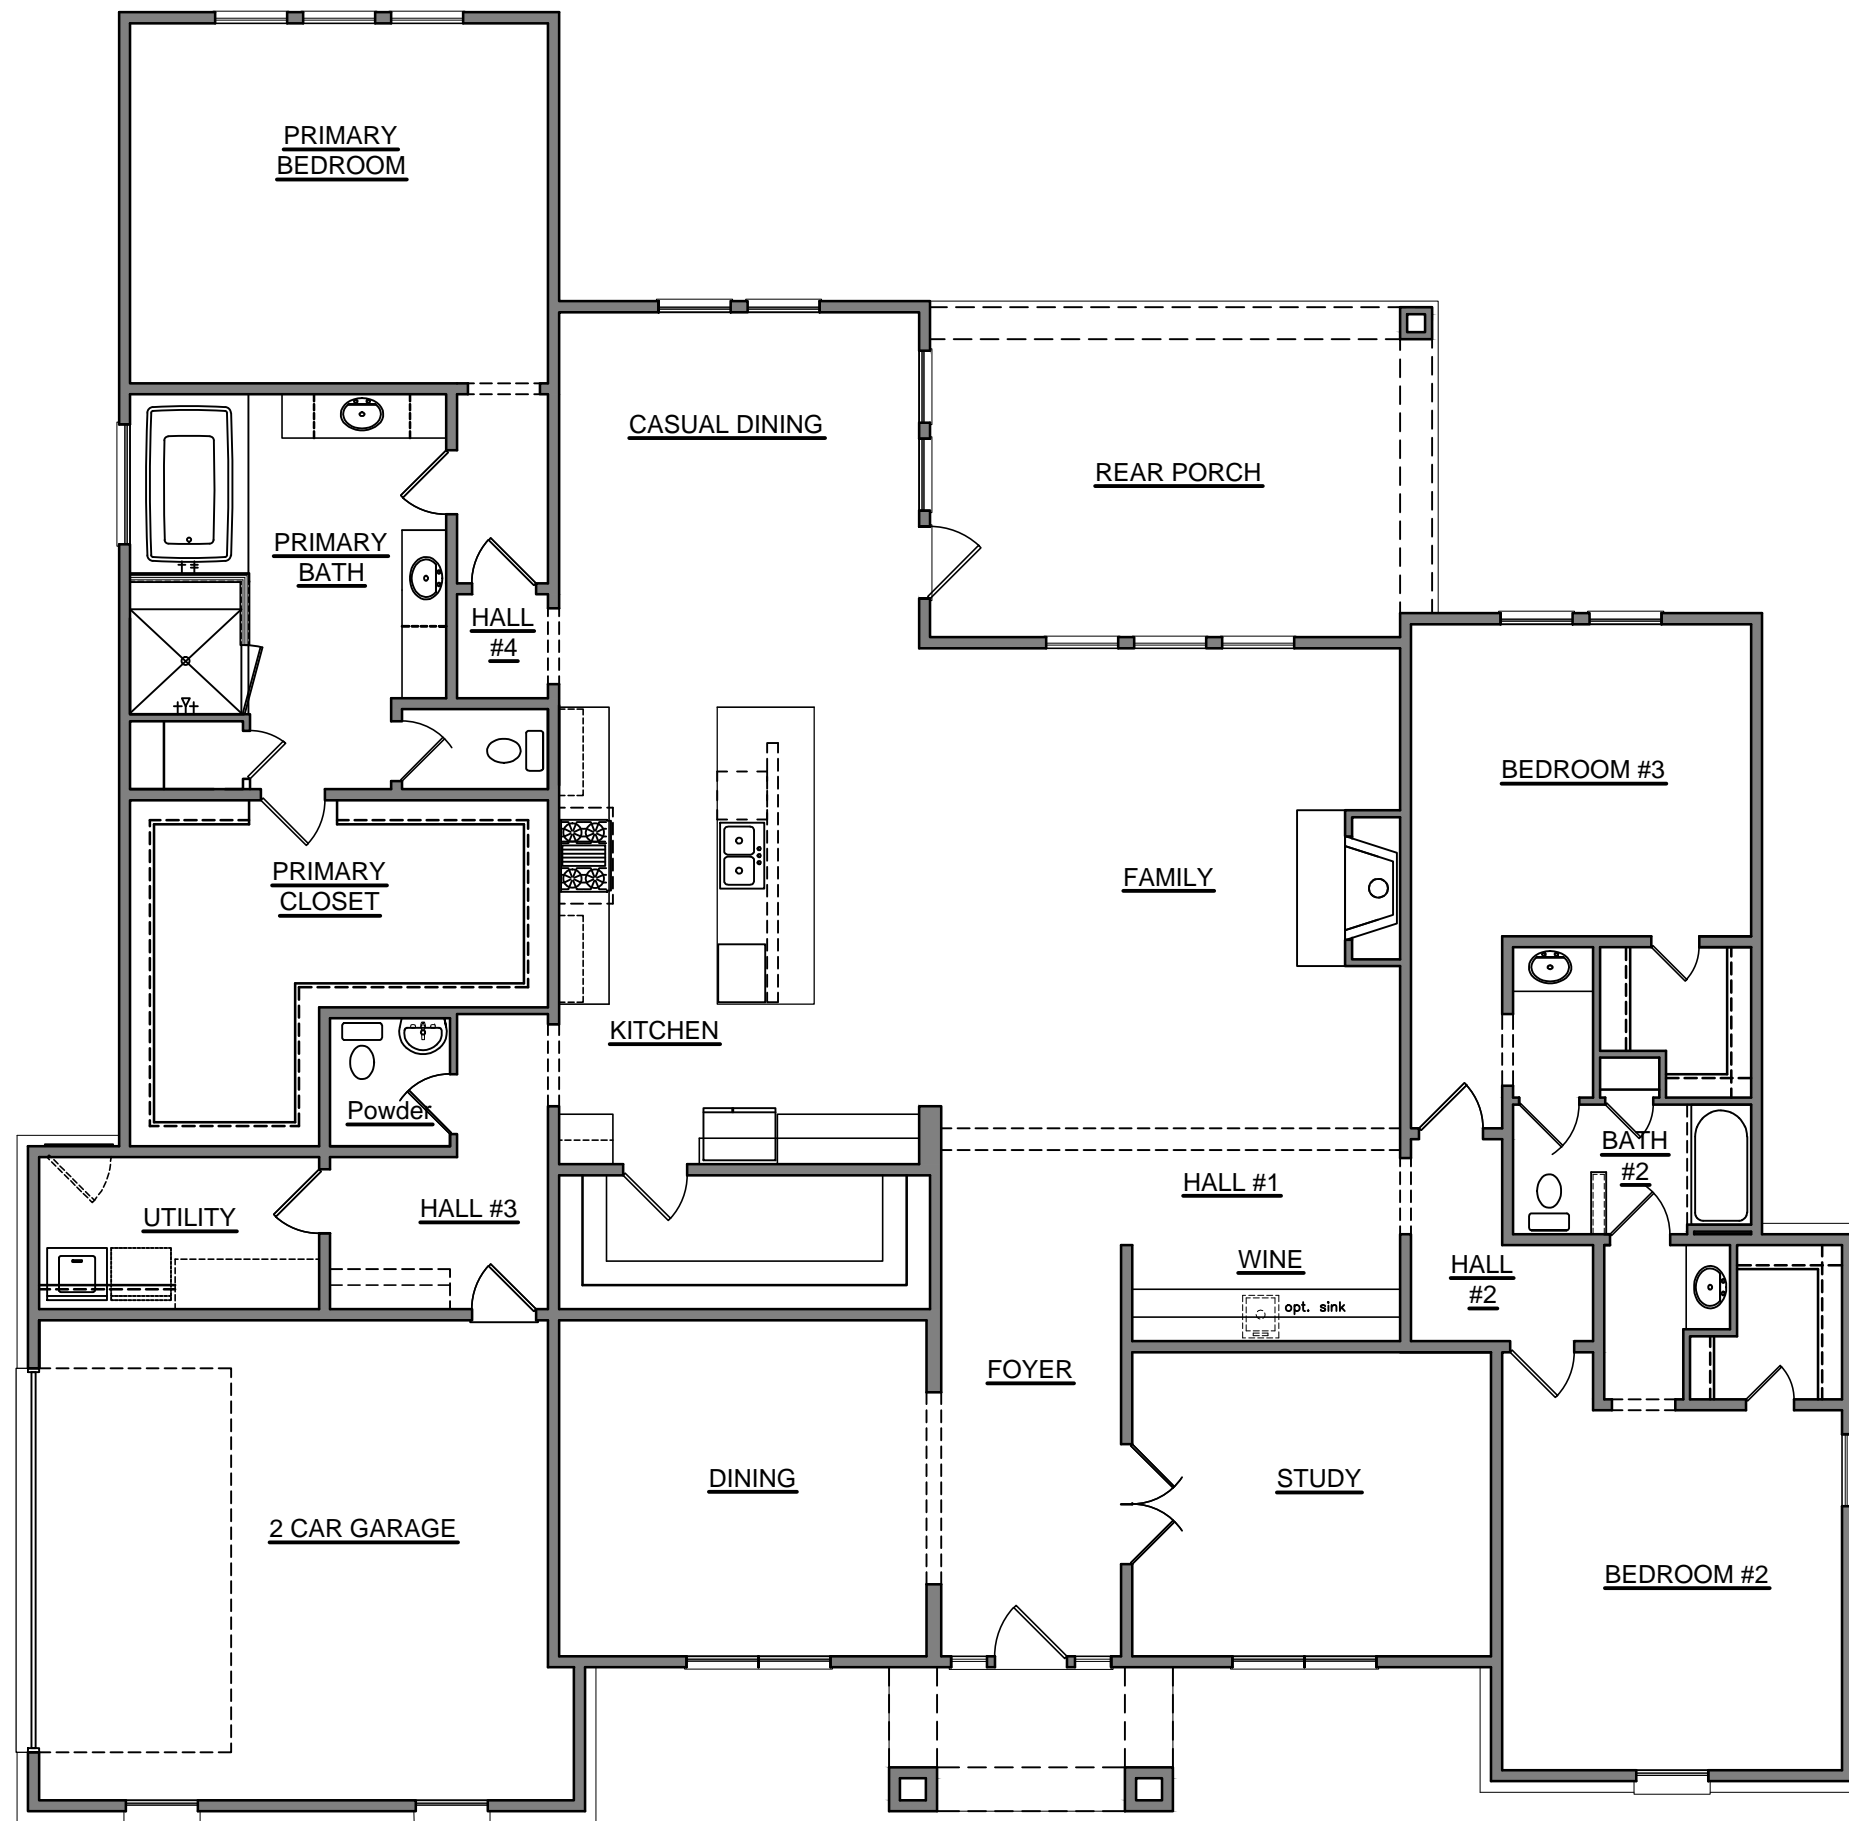 PRIMARY
BEDROOM
CASUAL DINING
REAR PORCH
PRIMARY
BATH
HALL
#4
BEDROOM #3
PRIMARY
CLOSET
FAMILY
KITCHEN
Powder
BATH
#2
HALL #1
HALL #3
UTILITY
WINE
HALL
#2
opt. sink
FOYER
DINING
STUDY
2 CAR GARAGE
BEDROOM #2